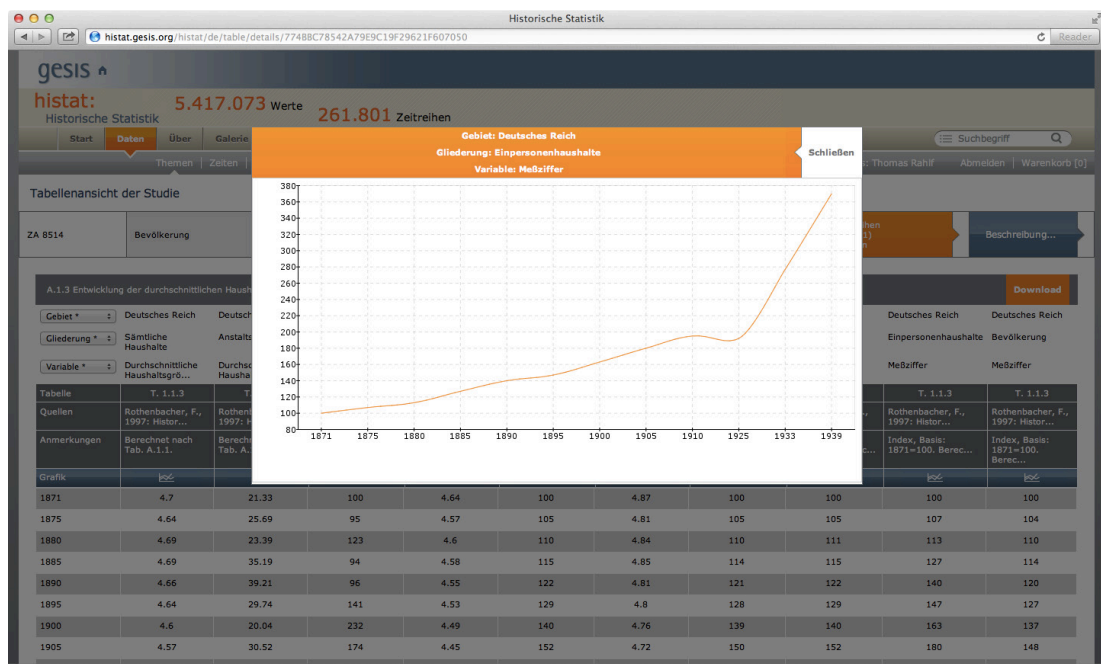 Historische Statistik
histat.gesis.org/histat/de/table/details/77488C78542A79E9C19F29621F607050
Reader
gesis
histat:
Historische Statistik
5.417.073 Werte
261.801 Zeitreihen
Start Daten Über Galerie
Suchbegriff
Themen | Zeiten |
: Thomas Rahlf Abmelden | Warenkorb [0]
Gebiet: Deutsches Reich
Gliederung: Einpersonenhaushalte
Variable: Meßziffer
Schließen
Tabellenansicht der Studie
ZA 8514 Bevölkerung
Beschreibung...
380
360
340
320
300
280
260
240
220
200
180
160
140
120
100
80
1871 1875 1880 1885 1890 1895 1900 1905 1910 1925 1933 1939
A.1.3 Entwicklung der durchschnittlichen Haush
Download
Gebiet * Deutsches Reich Deutsch Deutsches Reich Deutsches Reich
Gliederung * Sämtliche Haushalte Anstalts Einpersonenhaushalte Bevölkerung
Variable * Durchschnittliche Haushaltsgrö... Durchsc Hausha Meßziffer Meßziffer
Tabelle T. 1.1.3 T. T. 1.1.3 T. 1.1.3
Quellen Rothenbacher, F., 1997: Histor... Rothenb 1997: H Rothenbacher, F., 1997: Histor... Rothenbacher, F., 1997: Histor...
Anmerkungen Berechnet nach Tab. A.1.1. Berechn Tab. A. Index, Basis: 1871=100. Berec... Index, Basis: 1871=100. Berec...
Grafik
1871 4.7 21.33 100 4.64 100 4.87 100 100 100 100
1875 4.64 25.69 95 4.57 105 4.81 105 105 107 104
1880 4.69 23.39 123 4.6 110 4.84 110 111 113 110
1885 4.69 35.19 94 4.58 115 4.85 114 115 127 114
1890 4.66 39.21 96 4.55 122 4.81 121 122 140 120
1895 4.64 29.74 141 4.53 129 4.8 128 129 147 127
1900 4.6 20.04 232 4.49 140 4.76 139 140 163 137
1905 4.57 30.52 174 4.45 152 4.72 150 152 180 148